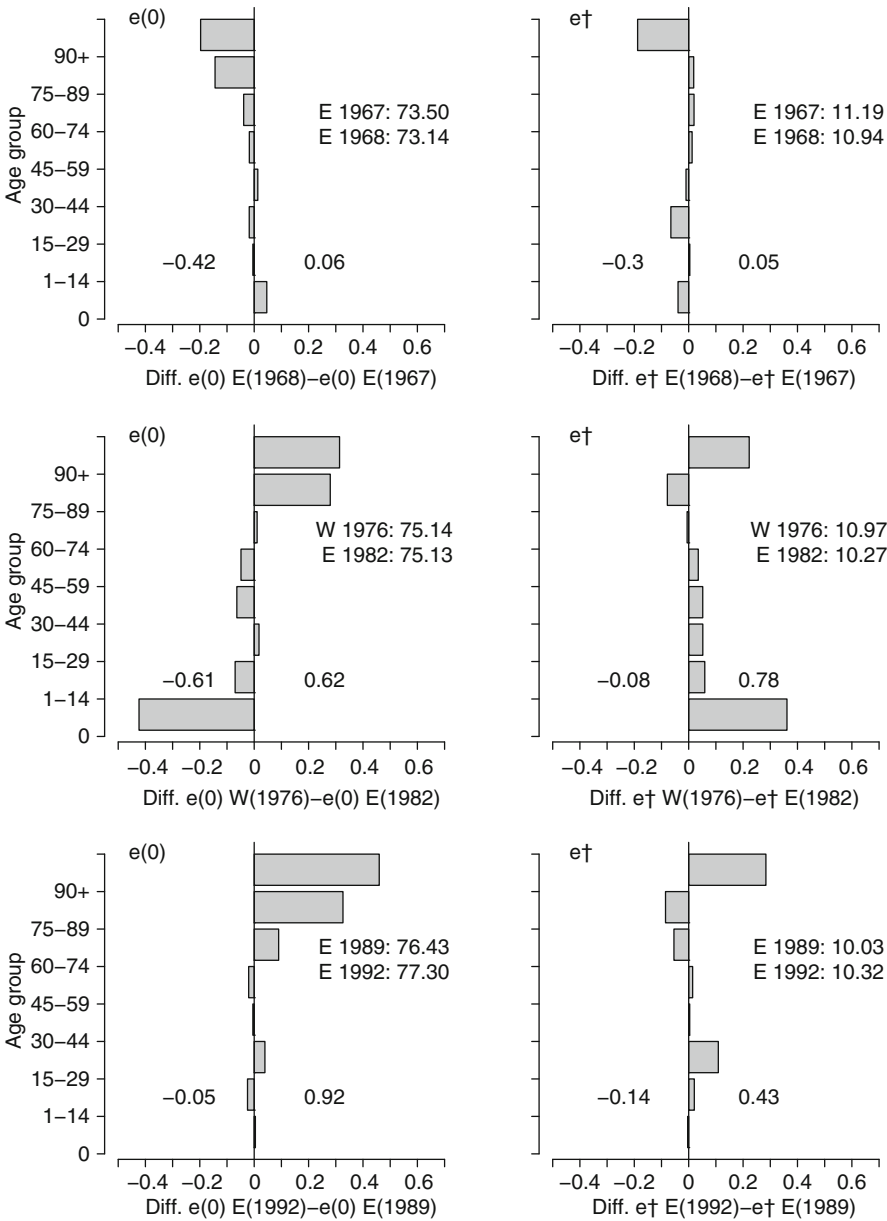 e(0)
Age group
90+
75−89
60−74
45−59
30−44
15−29
1−14
0
E 1967: 73.50
E 1968: 73.14
−0.42
0.06
−0.4 −0.2 0 0.2 0.4 0.6
Diff. e(0) E(1968)−e(0) E(1967)
e†
E 1967: 11.19
E 1968: 10.94
−0.3
0.05
−0.4 −0.2 0 0.2 0.4 0.6
Diff. e† E(1968)−e† E(1967)
e(0)
Age group
90+
75−89
60−74
45−59
30−44
15−29
1−14
0
W 1976: 75.14
E 1982: 75.13
−0.61
0.62
−0.4 −0.2 0 0.2 0.4 0.6
Diff. e(0) W(1976)−e(0) E(1982)
e†
W 1976: 10.97
E 1982: 10.27
−0.08
0.78
−0.4 −0.2 0 0.2 0.4 0.6
Diff. e† W(1976)−e† E(1982)
e(0)
Age group
90+
75−89
60−74
45−59
30−44
15−29
1−14
0
E 1989: 76.43
E 1992: 77.30
−0.05
0.92
−0.4 −0.2 0 0.2 0.4 0.6
Diff. e(0) E(1992)−e(0) E(1989)
e†
E 1989: 10.03
E 1992: 10.32
−0.14
0.43
−0.4 −0.2 0 0.2 0.4 0.6
Diff. e† E(1992)−e† E(1989)